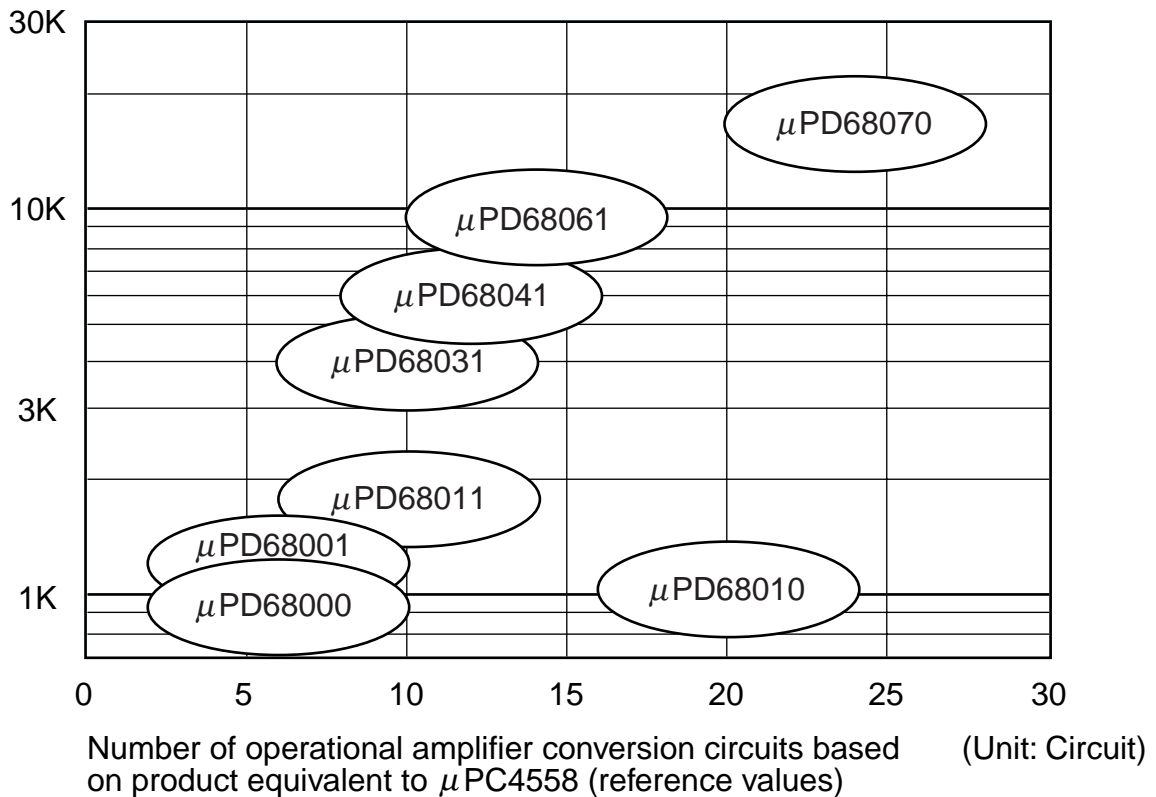 30K
μPD68070
10K
μPD68061
μPD68041
μPD68031
3K
μPD68011
μPD68001
μPD68010
1K
μPD68000
0 5 10 15 20 25 30
Number of operational amplifier conversion circuits based (Unit: Circuit)
on product equivalent to μPC4558 (reference values)